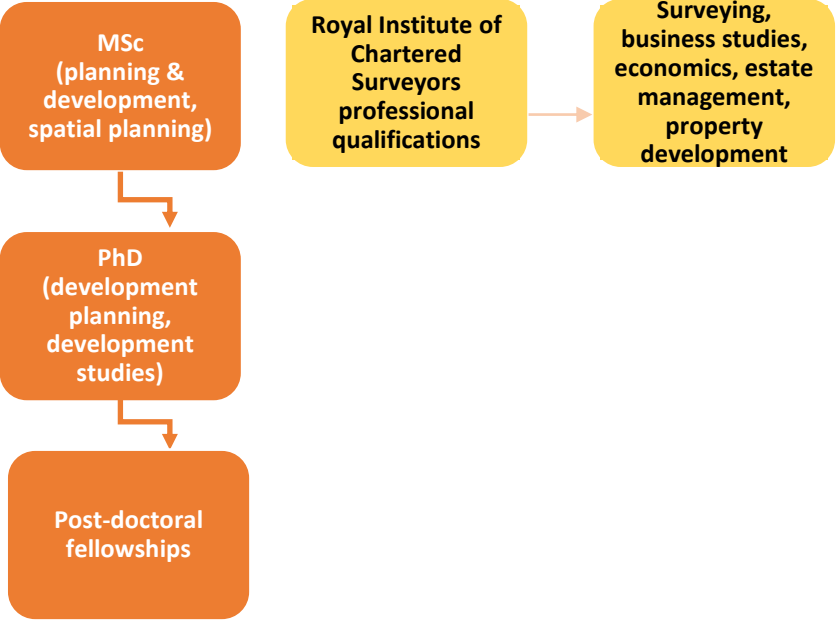 MSc
(planning &
development,
spatial planning)
Royal Institute of
Chartered
Surveyors
professional
qualifications
Surveying,
business studies,
economics, estate
management,
property
development
PhD
(development
planning,
development
studies)
Post-doctoral
fellowships